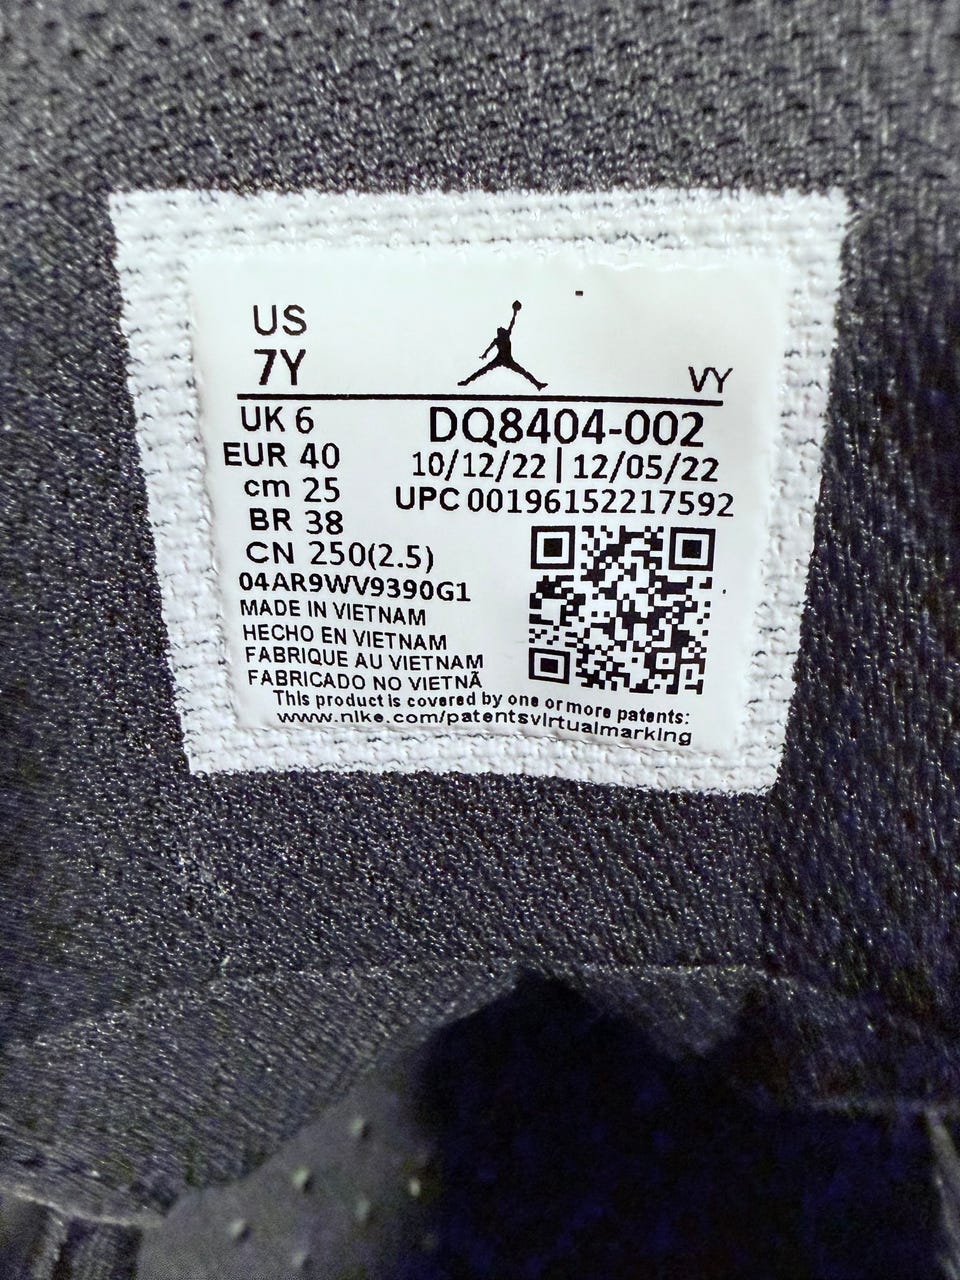 US
7Y
VY
UK 6
EUR 40
cm 25
BR 38
CN 250(2.5)
DQ8404-002
10/12/22 | 12/05/22
UPC 00196152217592
04AR9WV9390G1
MADE IN VIETNAM
HECHO EN VIETNAM
FABRIQUE AU VIETNAM
FABRICADO NO VIETNÃ
This product is covered by one or more patents:
www.nike.com/patentsvirtualmarking